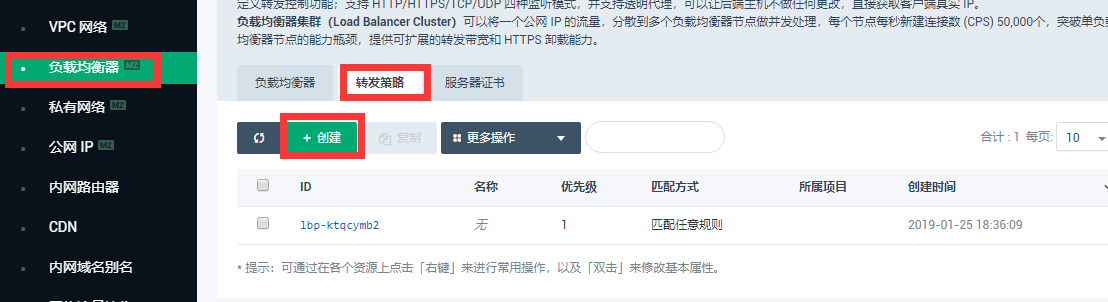 定义转发控制功能；支持 HTTP/HTTPS/TCP/UDP 四种监听模式，并支持透明代理，可以让后端主机不做任何更改，直接获取客户端真实 IP。
负载均衡器集群（Load Balancer Cluster）可以将一个公网 IP 的流量，分散到多个负载均衡器节点做并发处理，每个节点每秒新建连接数 (CPS) 50,000个，突破单负载
均衡器节点的能力瓶颈，提供可扩展的转发带宽和 HTTPS 卸载能力。
VPC 网络 MZ
负载均衡器 MZ
私有网络 MZ
公网 IP MZ
内网路由器
CDN
内网域名别名
负载均衡器 转发策略 服务器证书
+ 创建 复制 更多操作 合计 : 1 每页: 10
ID 名称 优先级 匹配方式 所属项目 创建时间
lbp-ktqcymb2 无 1 匹配任意规则 2019-01-25 18:36:09
* 提示：可通过在各个资源上点击「右键」来进行常用操作，以及「双击」来修改基本属性。